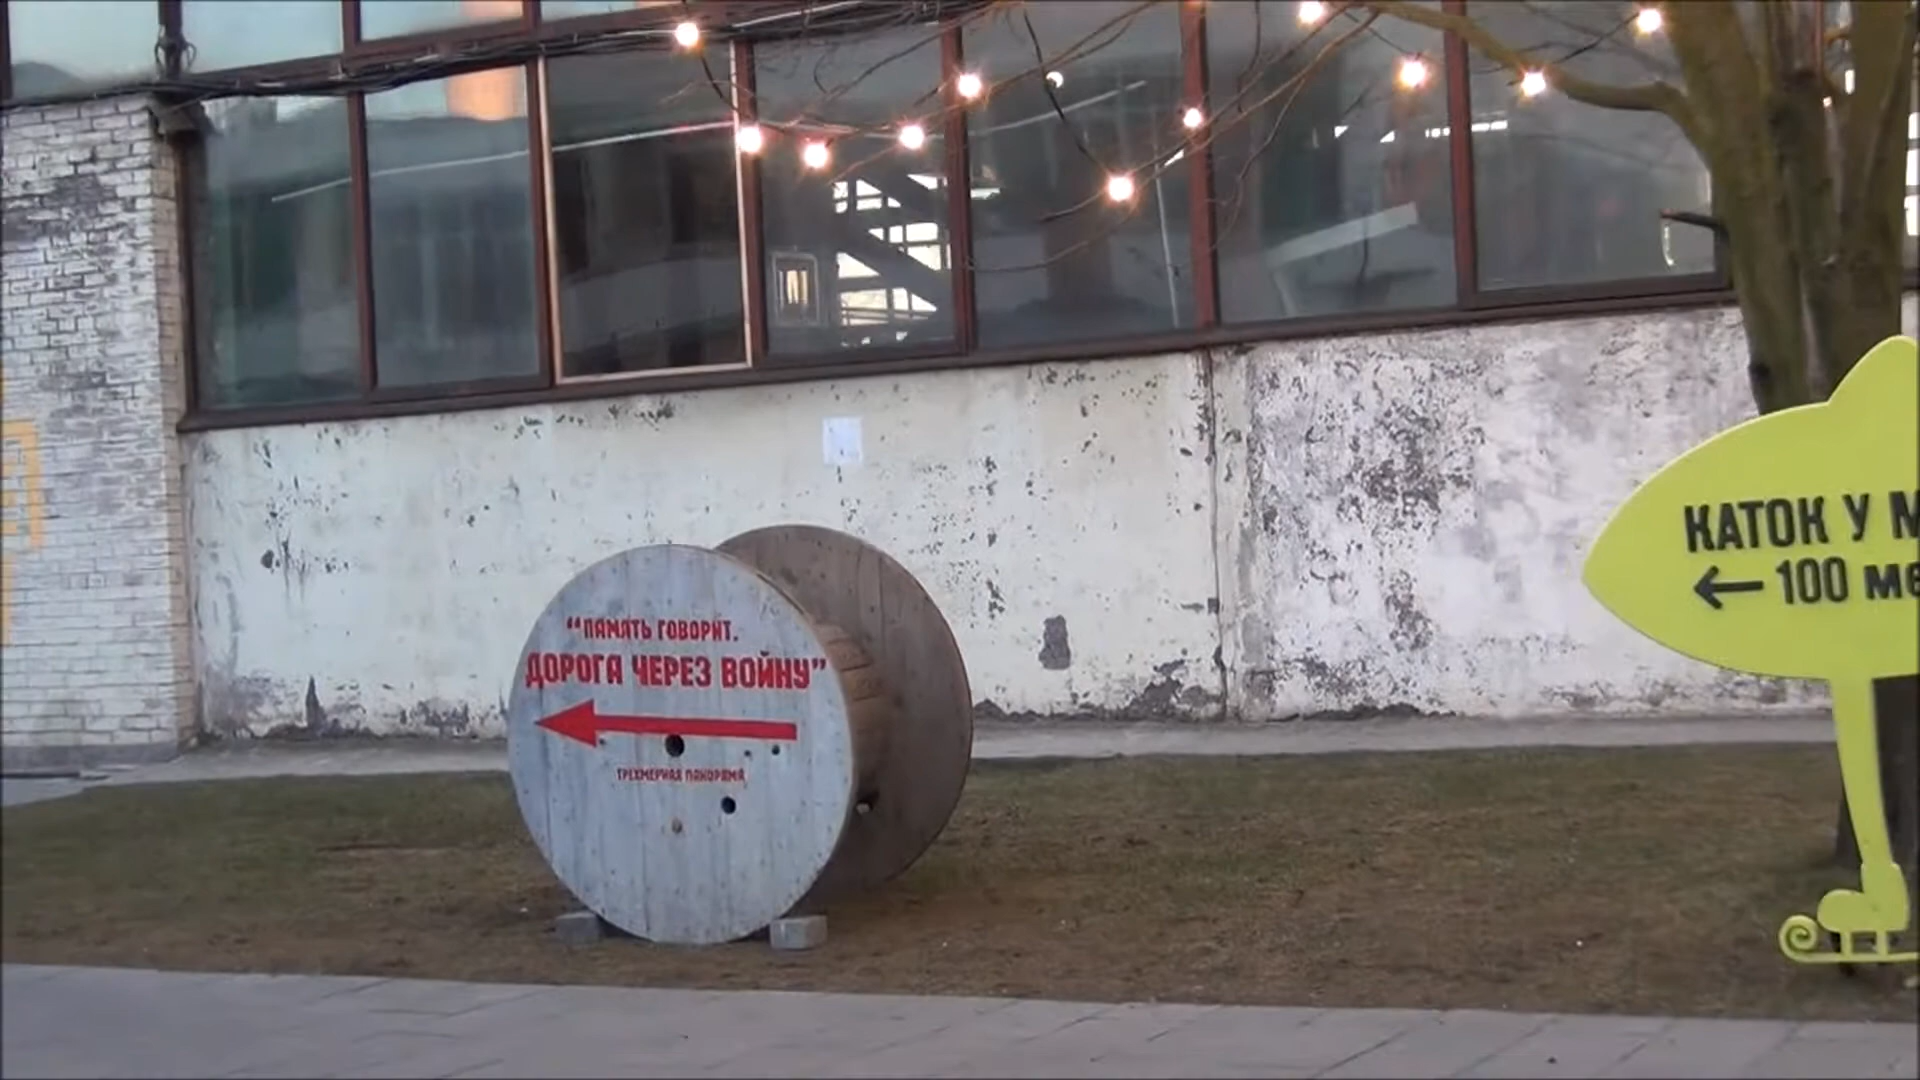 “ПАМЯТЬ ГОВОРИТ.
ДОРОГА ЧЕРЕЗ ВОЙНУ”
ТРЕХМЕРНАЯ ПАНОРАМА
КАТОК У
100